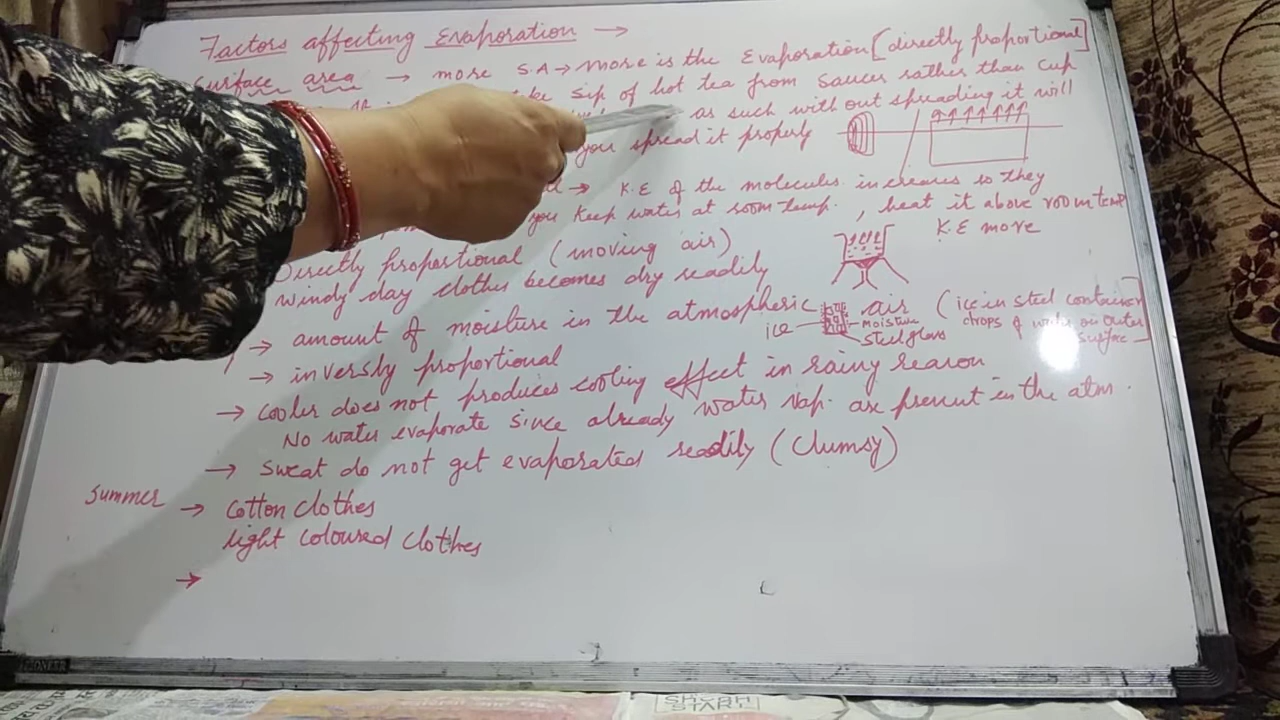 Factors affecting Evaporation →
Surface area → more S.A → more is the Evaporation [directly proportional]
sip of hot tea from saucer rather than cup
as such with out spreading it will
you spread it properly
→ K.E of the molecules increases so they
you keep water at room temp. , heat it above room temp
K.E more
Directly proportional (moving air)
windy day clothes becomes dry readily
→ amount of moisture in the atmospheric air (ice in steel container
drops of water on outer
surface]
ice
moisture
steel glass
→ inversly proportional
→ cooler does not produces cooling effect in rainy season
No water evaporate since already water vap. are present in the atm.
→ sweat do not get evaporated readily (Clumsy)
Summer → cotton clothes
light coloured clothes
→
PIONEER
START